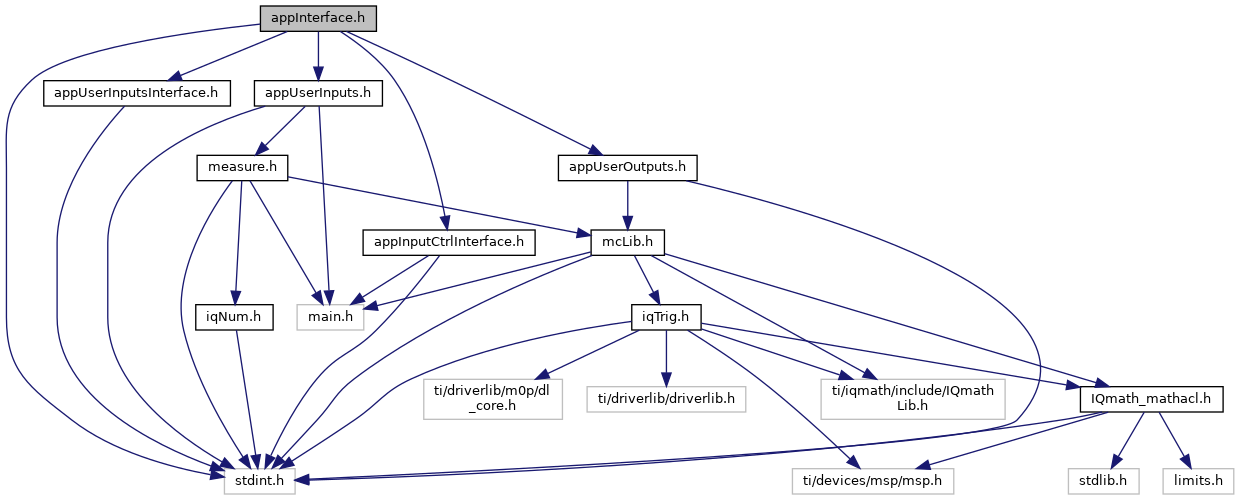 appInterface.h
appUserInputsInterface.h
appUserInputs.h
measure.h
appUserOutputs.h
appInputCtrlInterface.h
mcLib.h
iqNum.h
main.h
iqTrig.h
ti/driverlib/m0p/dl
_core.h
ti/driverlib/driverlib.h
ti/iqmath/include/IQmath
Lib.h
IQmath_mathacl.h
stdint.h
ti/devices/msp/msp.h
stdlib.h
limits.h